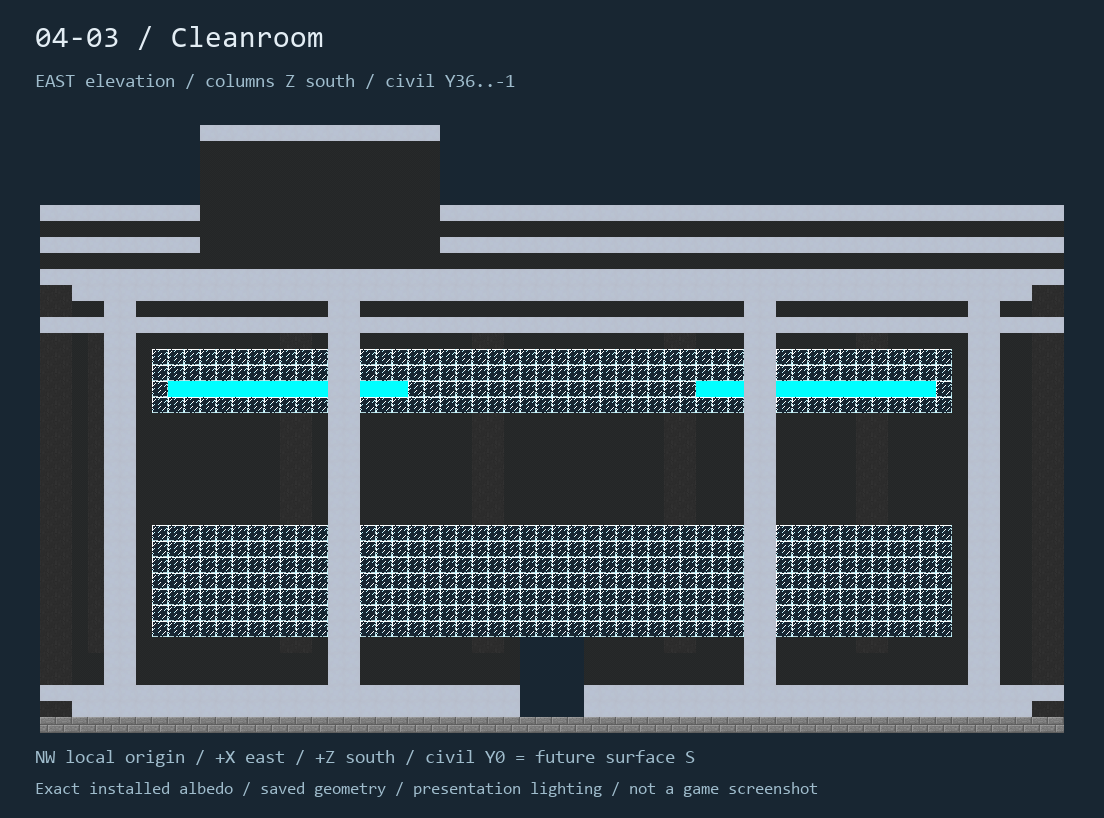 04-03 / Cleanroom
EAST elevation / columns Z south / civil Y36..-1
NW local origin / +X east / +Z south / civil Y0 = future surface S
Exact installed albedo / saved geometry / presentation lighting / not a game screenshot